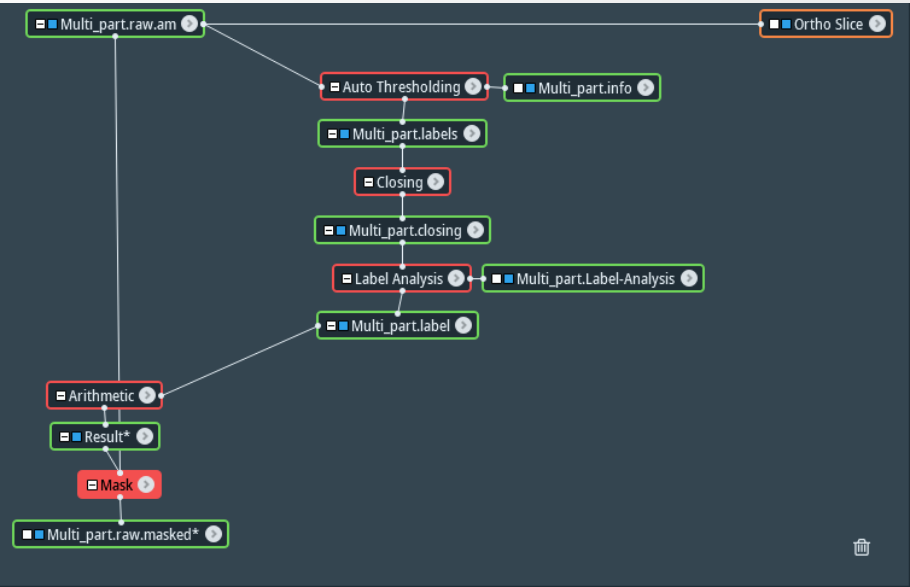 Multi_part.raw.am
Ortho Slice
Auto Thresholding
Multi_part.info
Multi_part.labels
Closing
Multi_part.closing
Label Analysis
Multi_part.Label-Analysis
Multi_part.label
Arithmetic
Result*
Mask
Multi_part.raw.masked*